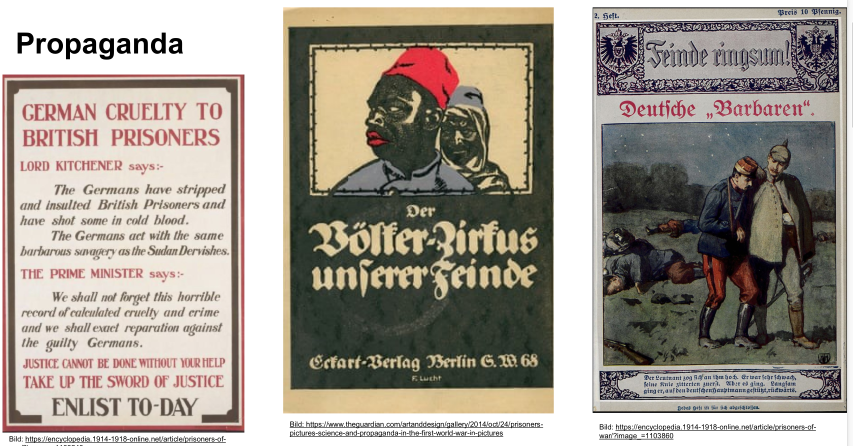 Propaganda
GERMAN CRUELTY TO
BRITISH PRISONERS
LORD KITCHENER says:-
The Germans have stripped
and insulted British Prisoners and
have shot some in cold blood.
The Germans act with the same
barbarous savagery as the Sudan Dervishes.
THE PRIME MINISTER says:-
We shall not forget this horrible
record of calculated cruelty and crime
and we shall exact reparation against
the guilty Germans.
JUSTICE CANNOT BE DONE WITHOUT YOUR HELP
TAKE UP THE SWORD OF JUSTICE
ENLIST TO-DAY
Bild: https://encyclopedia.1914-1918-online.net/article/prisoners-of-
Der
Völker-Zirkus
unserer Feinde
Eckart-Verlag Berlin S.W. 68
F. Lucht
Bild: https://www.theguardian.com/artanddesign/gallery/2014/oct/24/prisoners-
pictures-science-and-propaganda-in-the-first-world-war-in-pictures
2. Heft.
Preis 10 Pfennig.
Feinde ringsum!
Deutsche „Barbaren".
Der Leutnant zog sich an ihm hoch. Er war sehr schwach,
seine Knie zitterten zuerst. Aber es ging. Langsam
ging er, auf den deutschen Hauptmann gestützt, rückwärts.
Jedes Heft in sich abgeschlossen.
Bild: https://encyclopedia.1914-1918-online.net/article/prisoners-of-
war/?image_=1103860